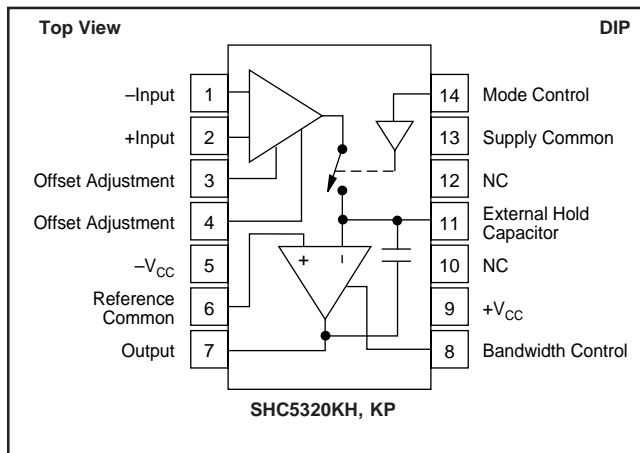 Top View
DIP
–Input 1
+Input 2
Offset Adjustment 3
Offset Adjustment 4
–VCC 5
Reference
Common 6
Output 7
14 Mode Control
13 Supply Common
12 NC
11 External Hold
Capacitor
10 NC
9 +VCC
8 Bandwidth Control
+ –
SHC5320KH, KP